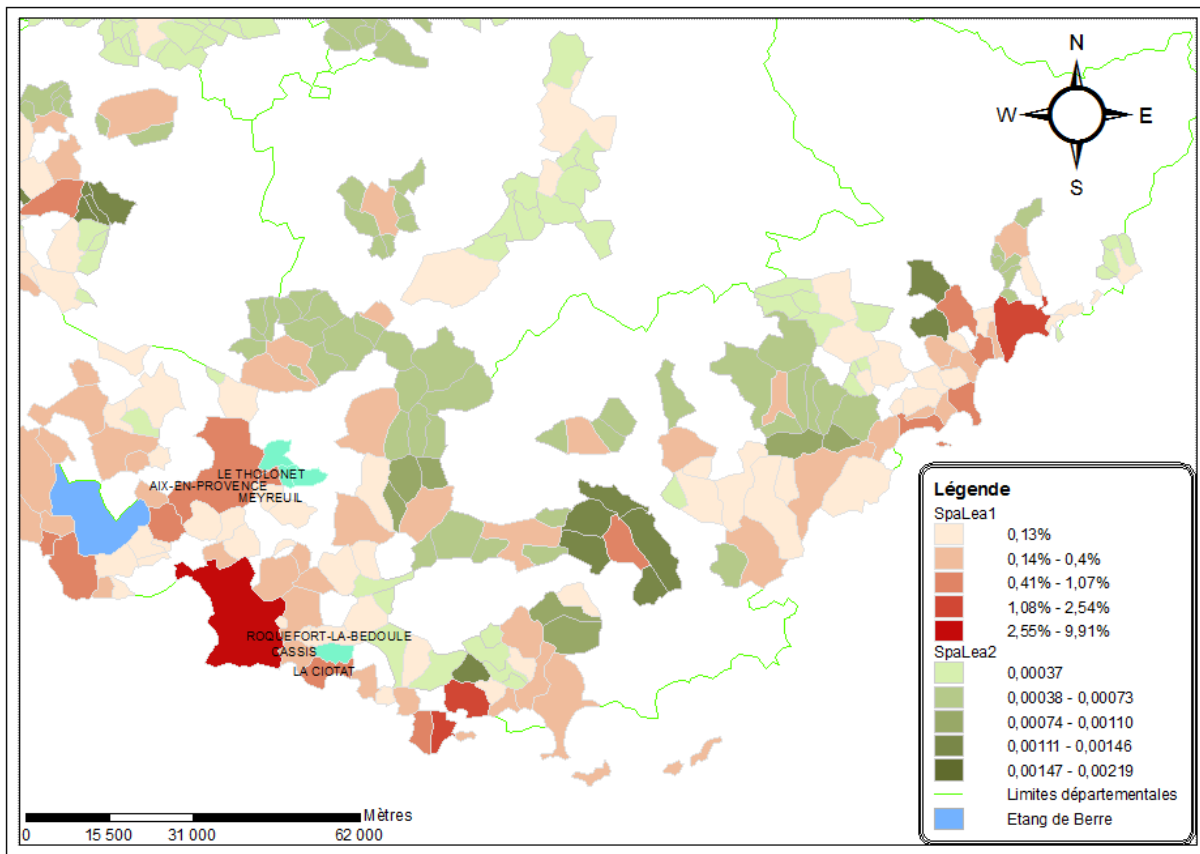 N
W E
S
LE THOLONET
AIX-EN-PROVENCE
MEYREUIL
ROQUEFORT-LA-BEDOULE
CASSIS
LA CIOTAT
Légende
SpaLea1
0,13%
0,14% - 0,4%
0,41% - 1,07%
1,08% - 2,54%
2,55% - 9,91%
SpaLea2
0,00037
0,00038 - 0,00073
0,00074 - 0,00110
0,00111 - 0,00146
0,00147 - 0,00219
Limites départementales
Etang de Berre
Mètres
0 15 500 31 000 62 000